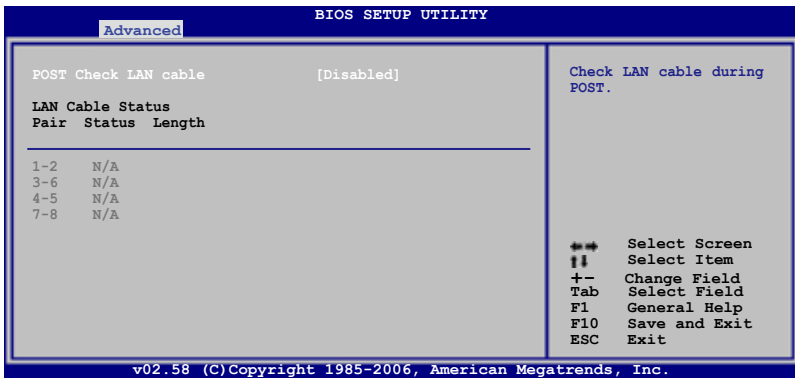 BIOS SETUP UTILITY
Advanced
POST Check LAN cable [Disabled]
LAN Cable Status
Pair Status Length
1-2 N/A
3-6 N/A
4-5 N/A
7-8 N/A
Check LAN cable during
POST.
←→ Select Screen
↑↓ Select Item
+- Change Field
Tab Select Field
F1 General Help
F10 Save and Exit
ESC Exit
v02.58 (C)Copyright 1985-2006, American Megatrends, Inc.